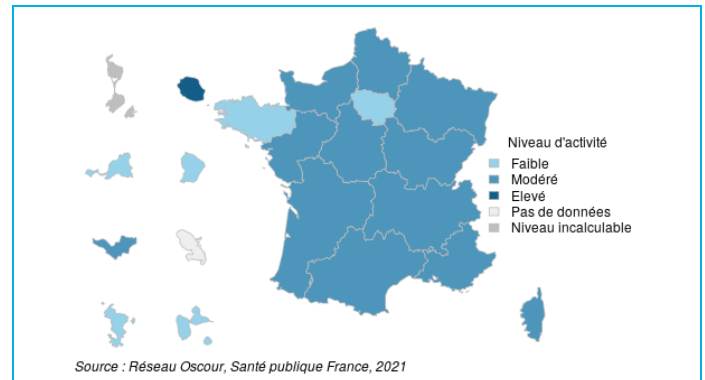 Niveau d'activité
Faible
Modéré
Elevé
Pas de données
Niveau incalculable
Source : Réseau Oscour, Santé publique France, 2021